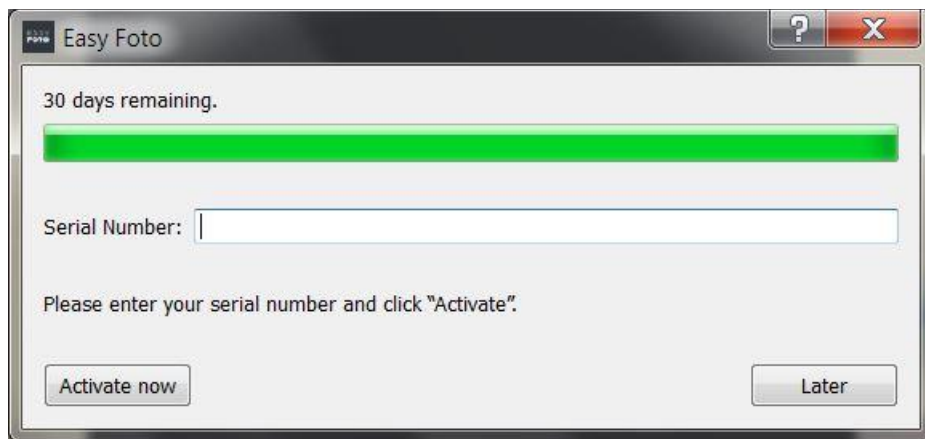 Easy Foto
30 days remaining.
Serial Number:
Please enter your serial number and click “Activate”.
Activate now
Later